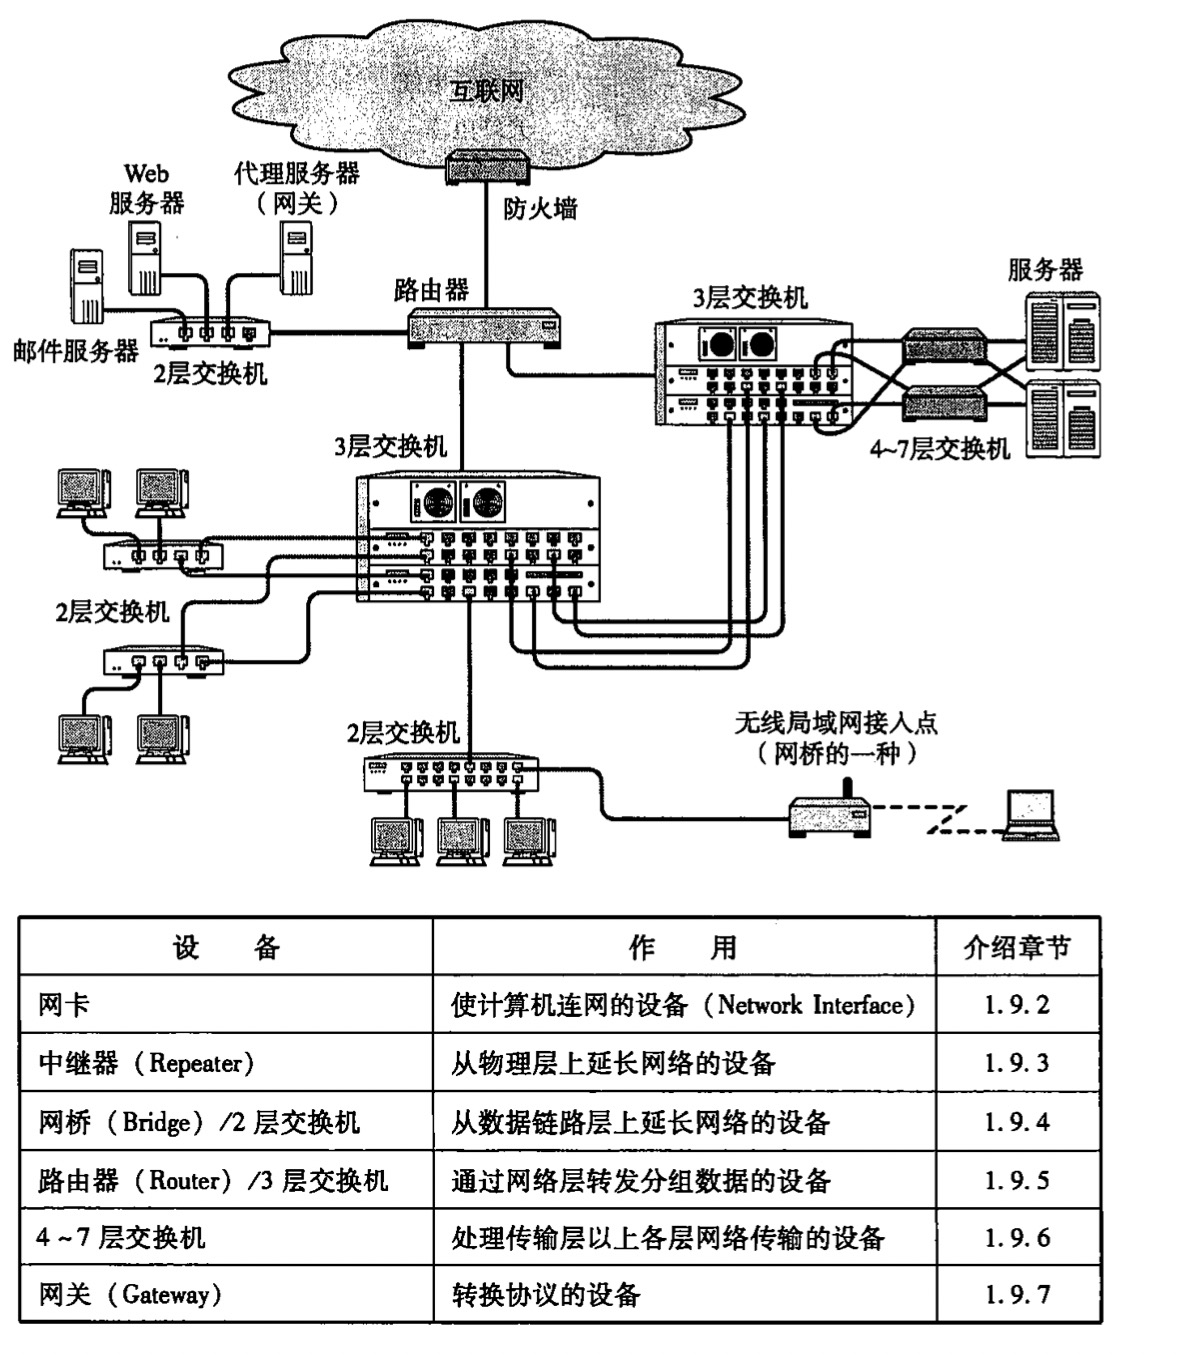 互联网
Web
服务器
代理服务器
（网关）
防火墙
服务器
路由器
3层交换机
邮件服务器
2层交换机
4~7层交换机
3层交换机
2层交换机
2层交换机
无线局域网接入点
（网桥的一种）
设 备 作 用 介绍章节
网卡 使计算机连网的设备（Network Interface） 1.9.2
中继器（Repeater） 从物理层上延长网络的设备 1.9.3
网桥（Bridge）/2 层交换机 从数据链路层上延长网络的设备 1.9.4
路由器（Router）/3 层交换机 通过网络层转发分组数据的设备 1.9.5
4~7 层交换机 处理传输层以上各层网络传输的设备 1.9.6
网关（Gateway） 转换协议的设备 1.9.7